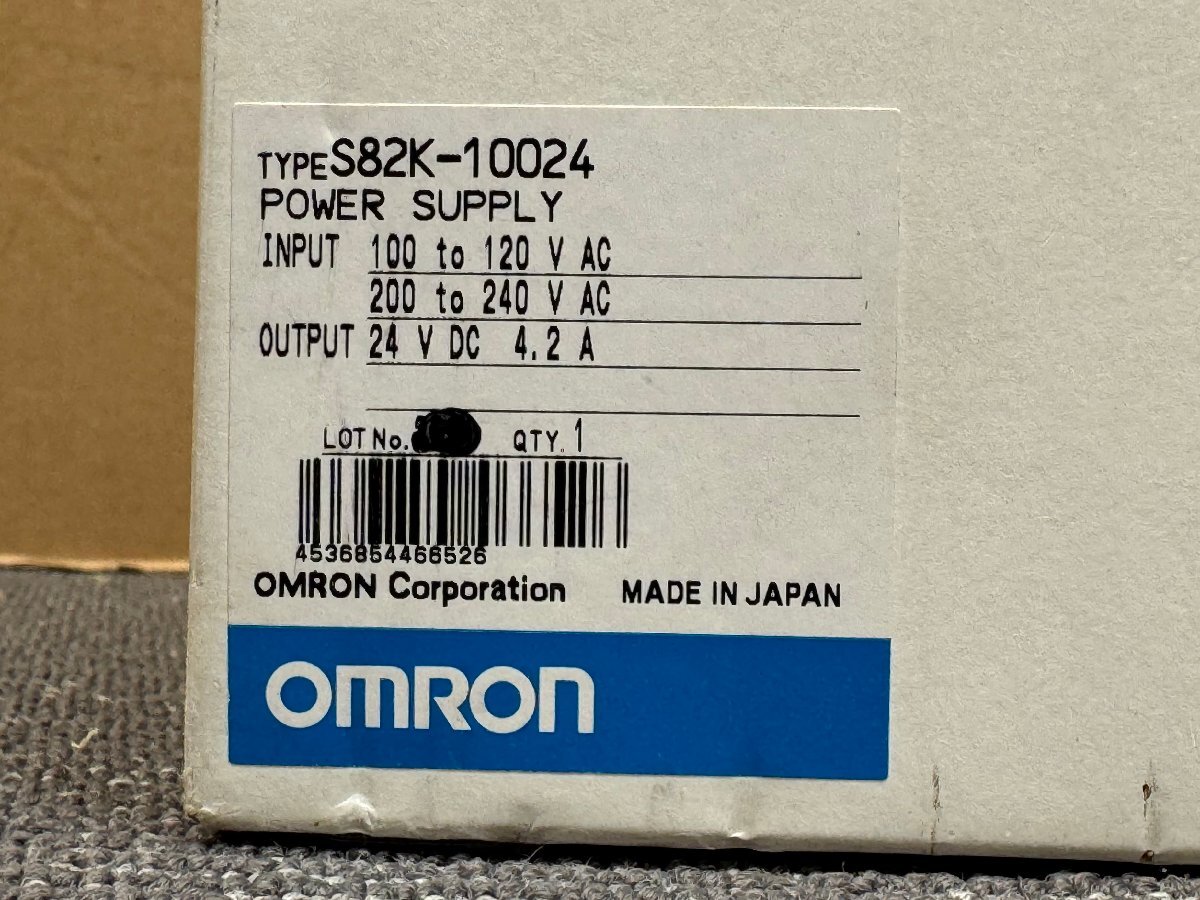 TYPE S82K-10024
POWER SUPPLY
INPUT 100 to 120 V AC
200 to 240 V AC
OUTPUT 24 V DC 4.2 A
LOT No. QTY. 1
4536854466526
OMRON Corporation MADE IN JAPAN
OMRON